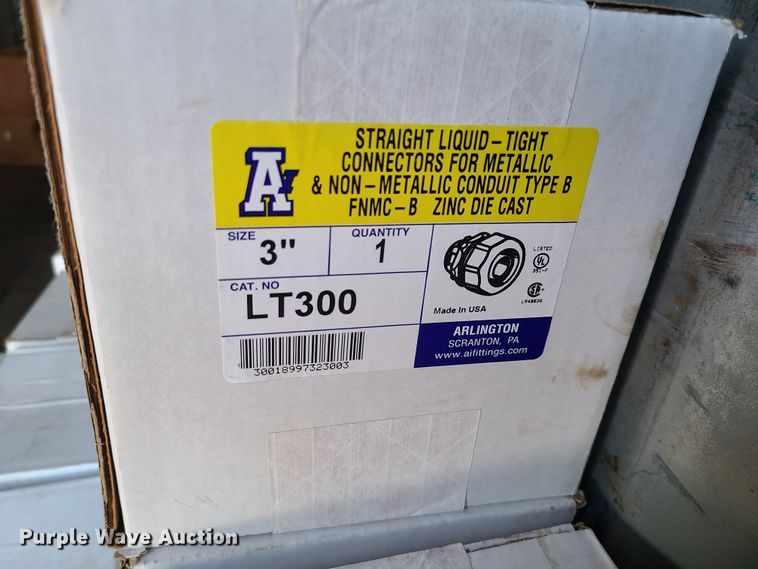 STRAIGHT LIQUID - TIGHT
CONNECTORS FOR METALLIC
& NON - METALLIC CONDUIT TYPE B
FNMC - B ZINC DIE CAST
A
SIZE 3"
QUANTITY 1
CAT. NO
LT300
LISTED
UL
Made In USA
ARLINGTON
SCRANTON, PA
www.aifittings.com
30018997323003
Purple Wave Auction